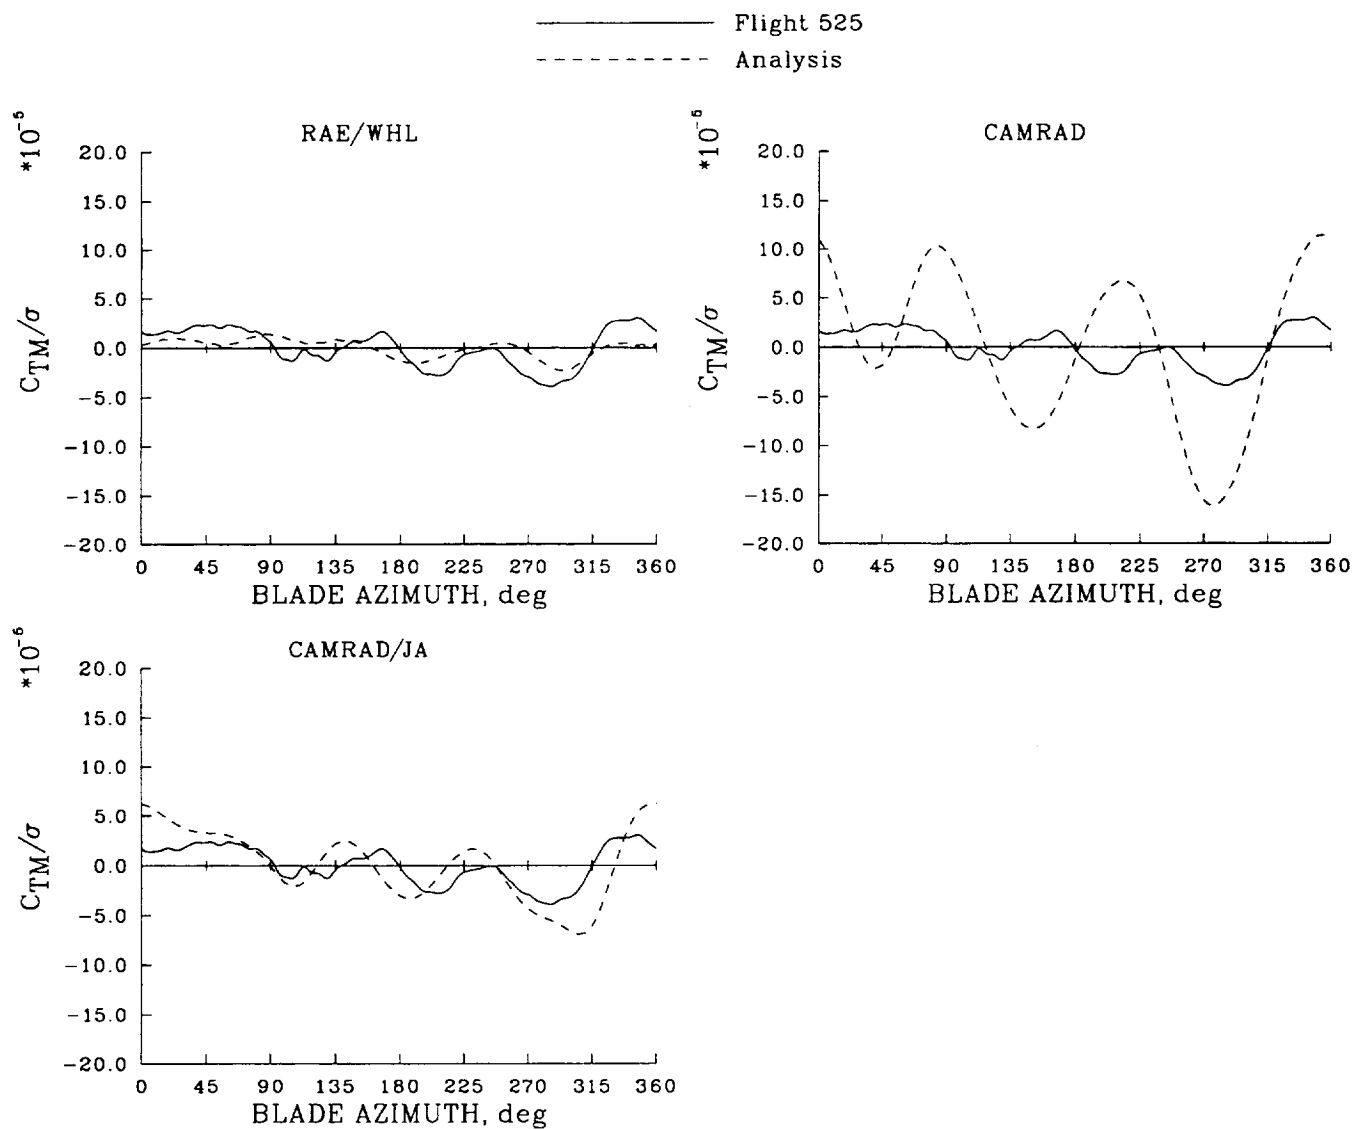 Flight 525
Analysis
RAE/WHL
*10^-5
20.0
15.0
10.0
5.0
0.0
-5.0
-10.0
-15.0
-20.0
C_TM/σ
0 45 90 135 180 225 270 315 360
BLADE AZIMUTH, deg
CAMRAD
*10^-5
20.0
15.0
10.0
5.0
0.0
-5.0
-10.0
-15.0
-20.0
C_TM/σ
0 45 90 135 180 225 270 315 360
BLADE AZIMUTH, deg
CAMRAD/JA
*10^-5
20.0
15.0
10.0
5.0
0.0
-5.0
-10.0
-15.0
-20.0
C_TM/σ
0 45 90 135 180 225 270 315 360
BLADE AZIMUTH, deg